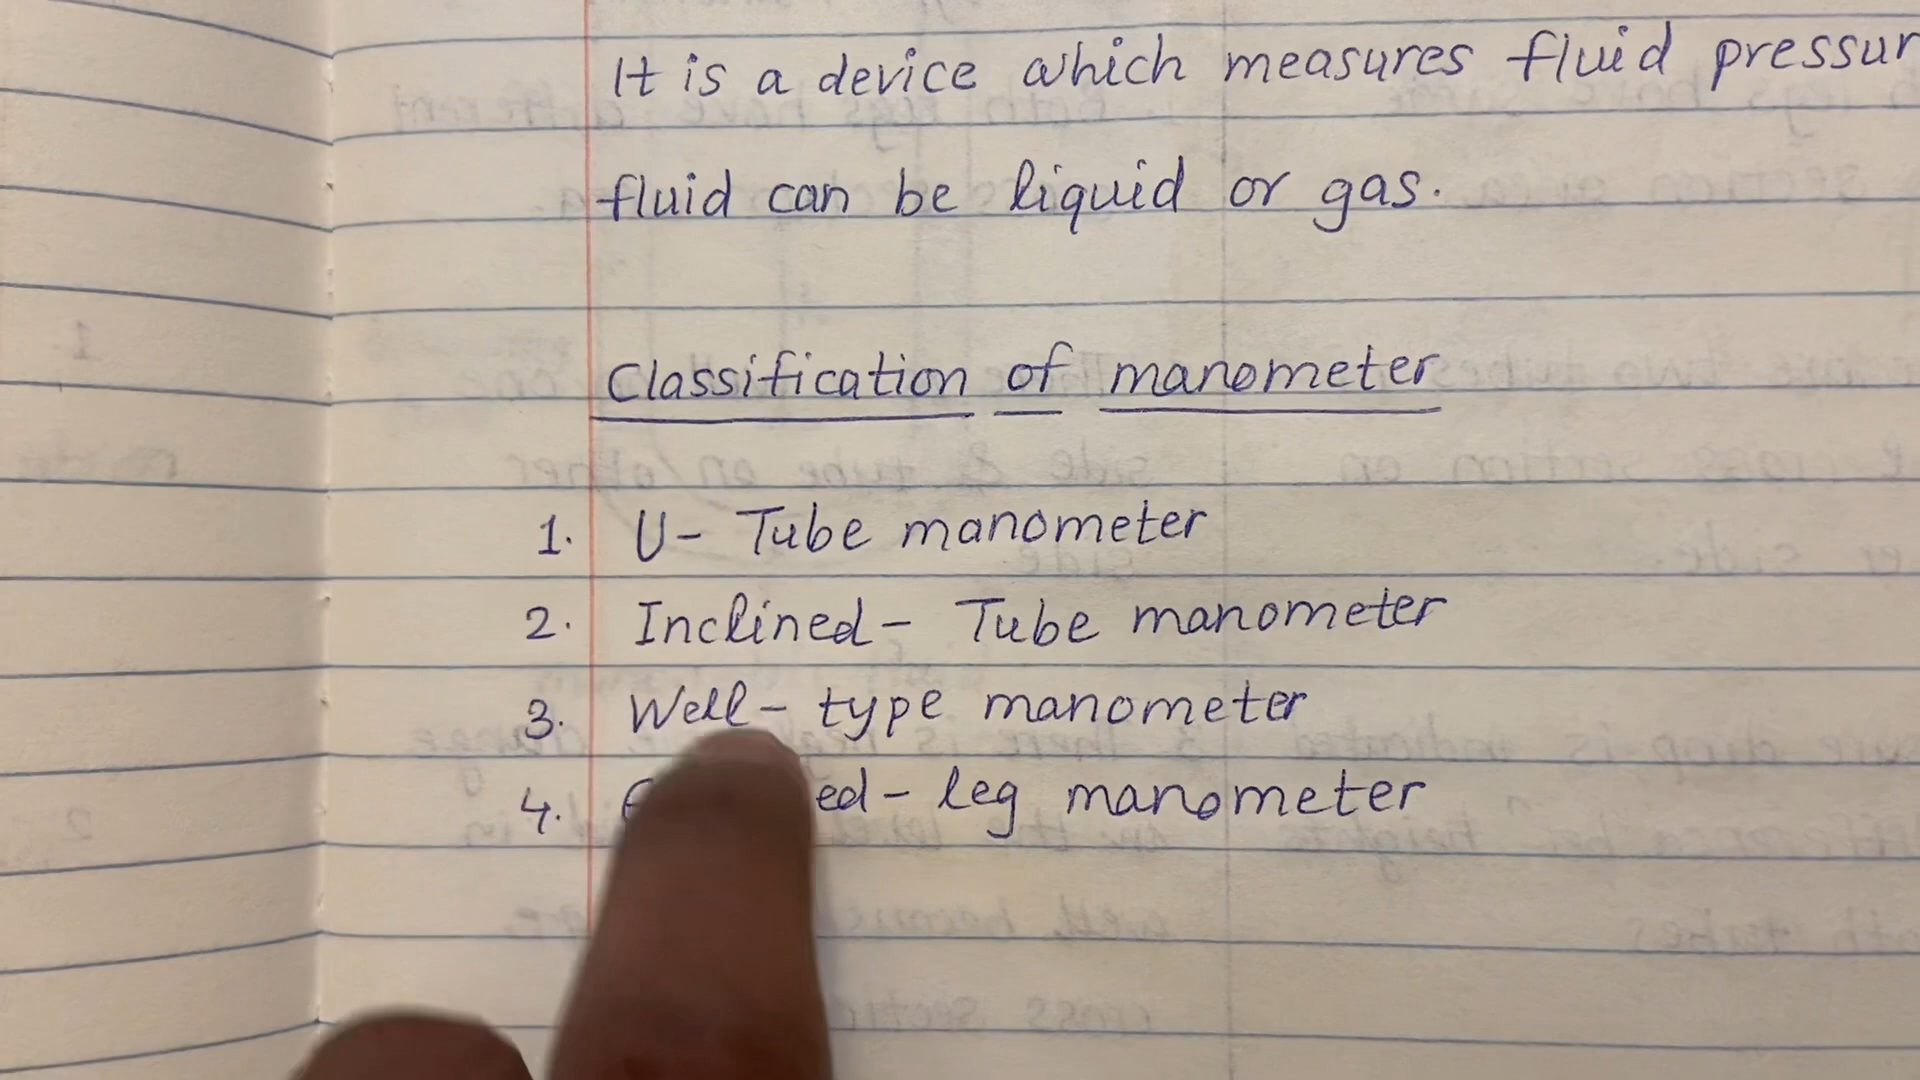 It is a device which measures fluid pressur
fluid can be liquid or gas.
Classification of manometer
1. U- Tube manometer
2. Inclined- Tube manometer
3. Well- type manometer
4. ed- leg manometer